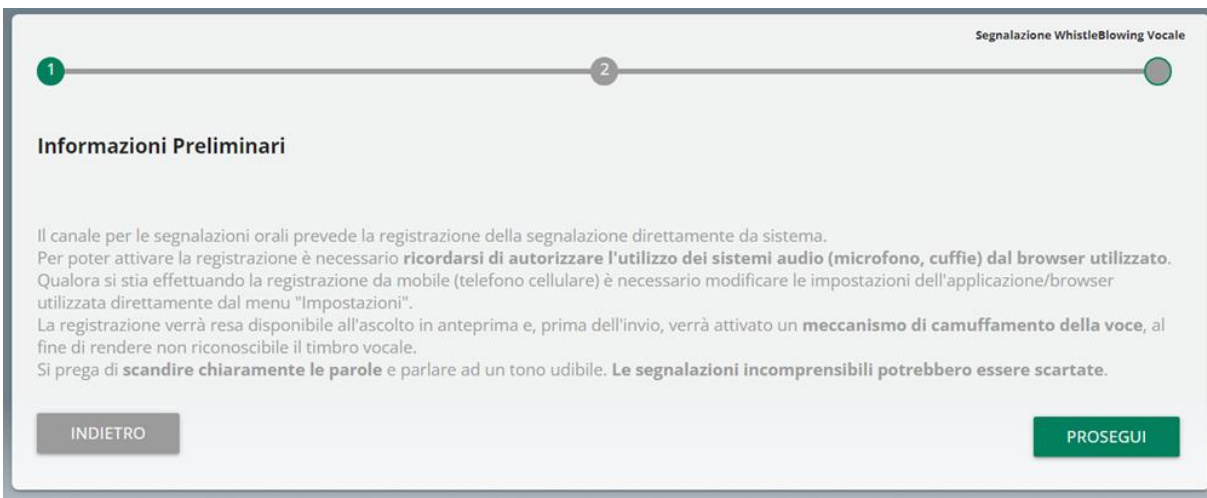 Segnalazione WhistleBlowing Vocale
1
2
Informazioni Preliminari
Il canale per le segnalazioni orali prevede la registrazione della segnalazione direttamente da sistema.
Per poter attivare la registrazione è necessario ricordarsi di autorizzare l'utilizzo dei sistemi audio (microfono, cuffie) dal browser utilizzato.
Qualora si stia effettuando la registrazione da mobile (telefono cellulare) è necessario modificare le impostazioni dell'applicazione/browser
utilizzata direttamente dal menu "Impostazioni".
La registrazione verrà resa disponibile all'ascolto in anteprima e, prima dell'invio, verrà attivato un meccanismo di camuffamento della voce, al
fine di rendere non riconoscibile il timbro vocale.
Si prega di scandire chiaramente le parole e parlare ad un tono udibile. Le segnalazioni incomprensibili potrebbero essere scartate.
INDIETRO
PROSEGUI